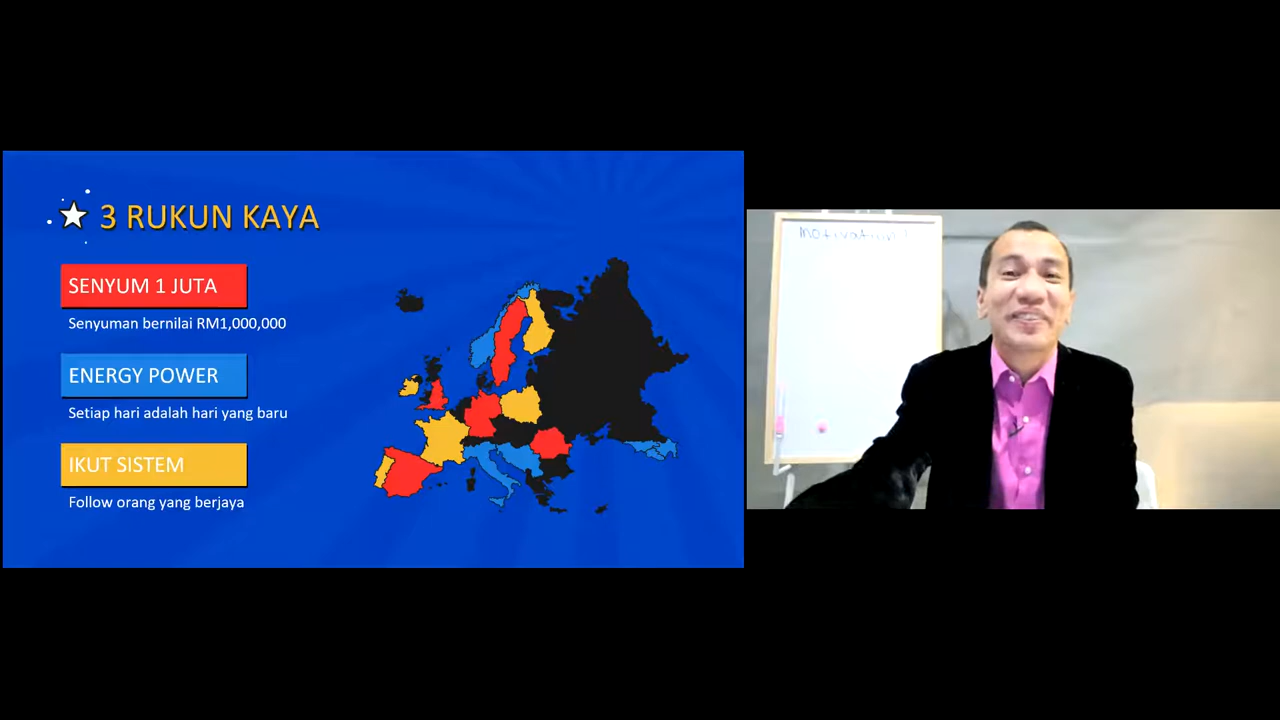 3 RUKUN KAYA
SENYUM 1 JUTA
Senyuman bernilai RM1,000,000
ENERGY POWER
Setiap hari adalah hari yang baru
IKUT SISTEM
Follow orang yang berjaya
Motivation!